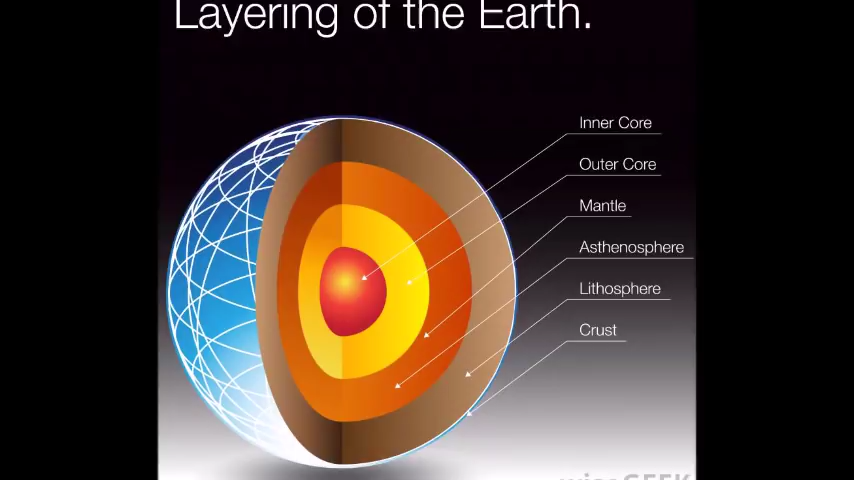 Layering of the Earth.
Inner Core
Outer Core
Mantle
Asthenosphere
Lithosphere
Crust